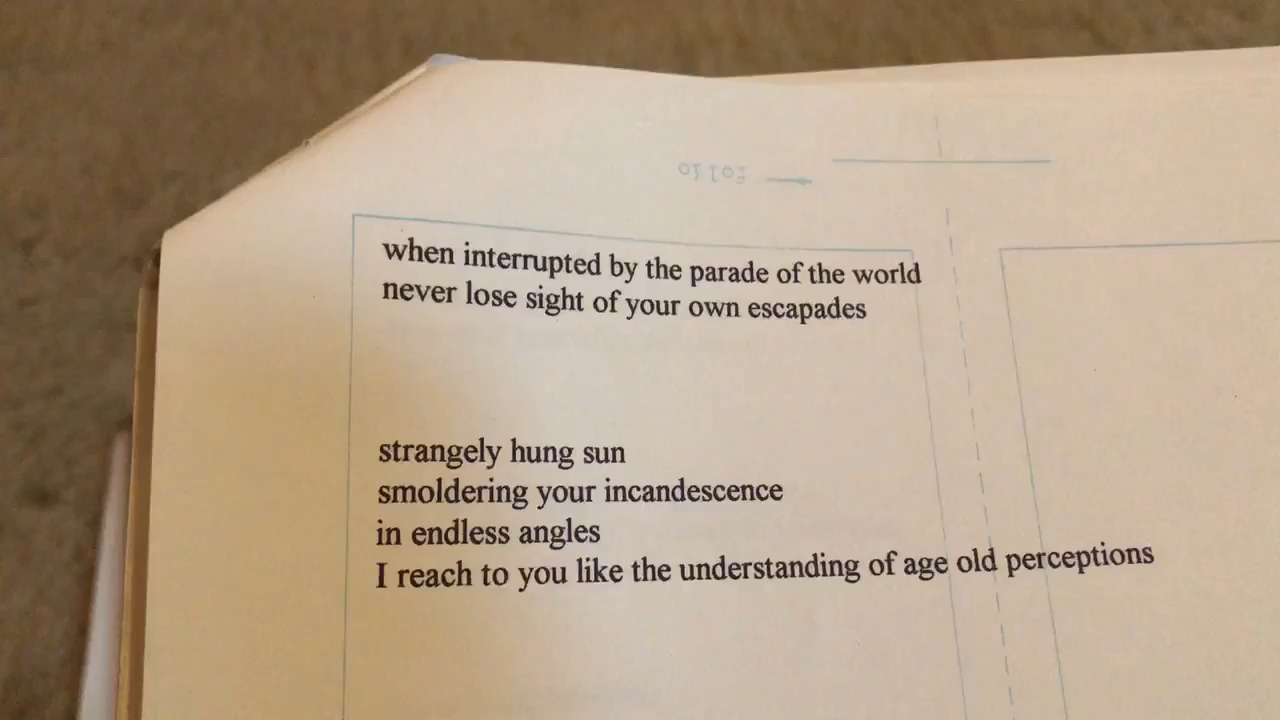 folio
when interrupted by the parade of the world
never lose sight of your own escapades
strangely hung sun
smoldering your incandescence
in endless angles
I reach to you like the understanding of age old perceptions